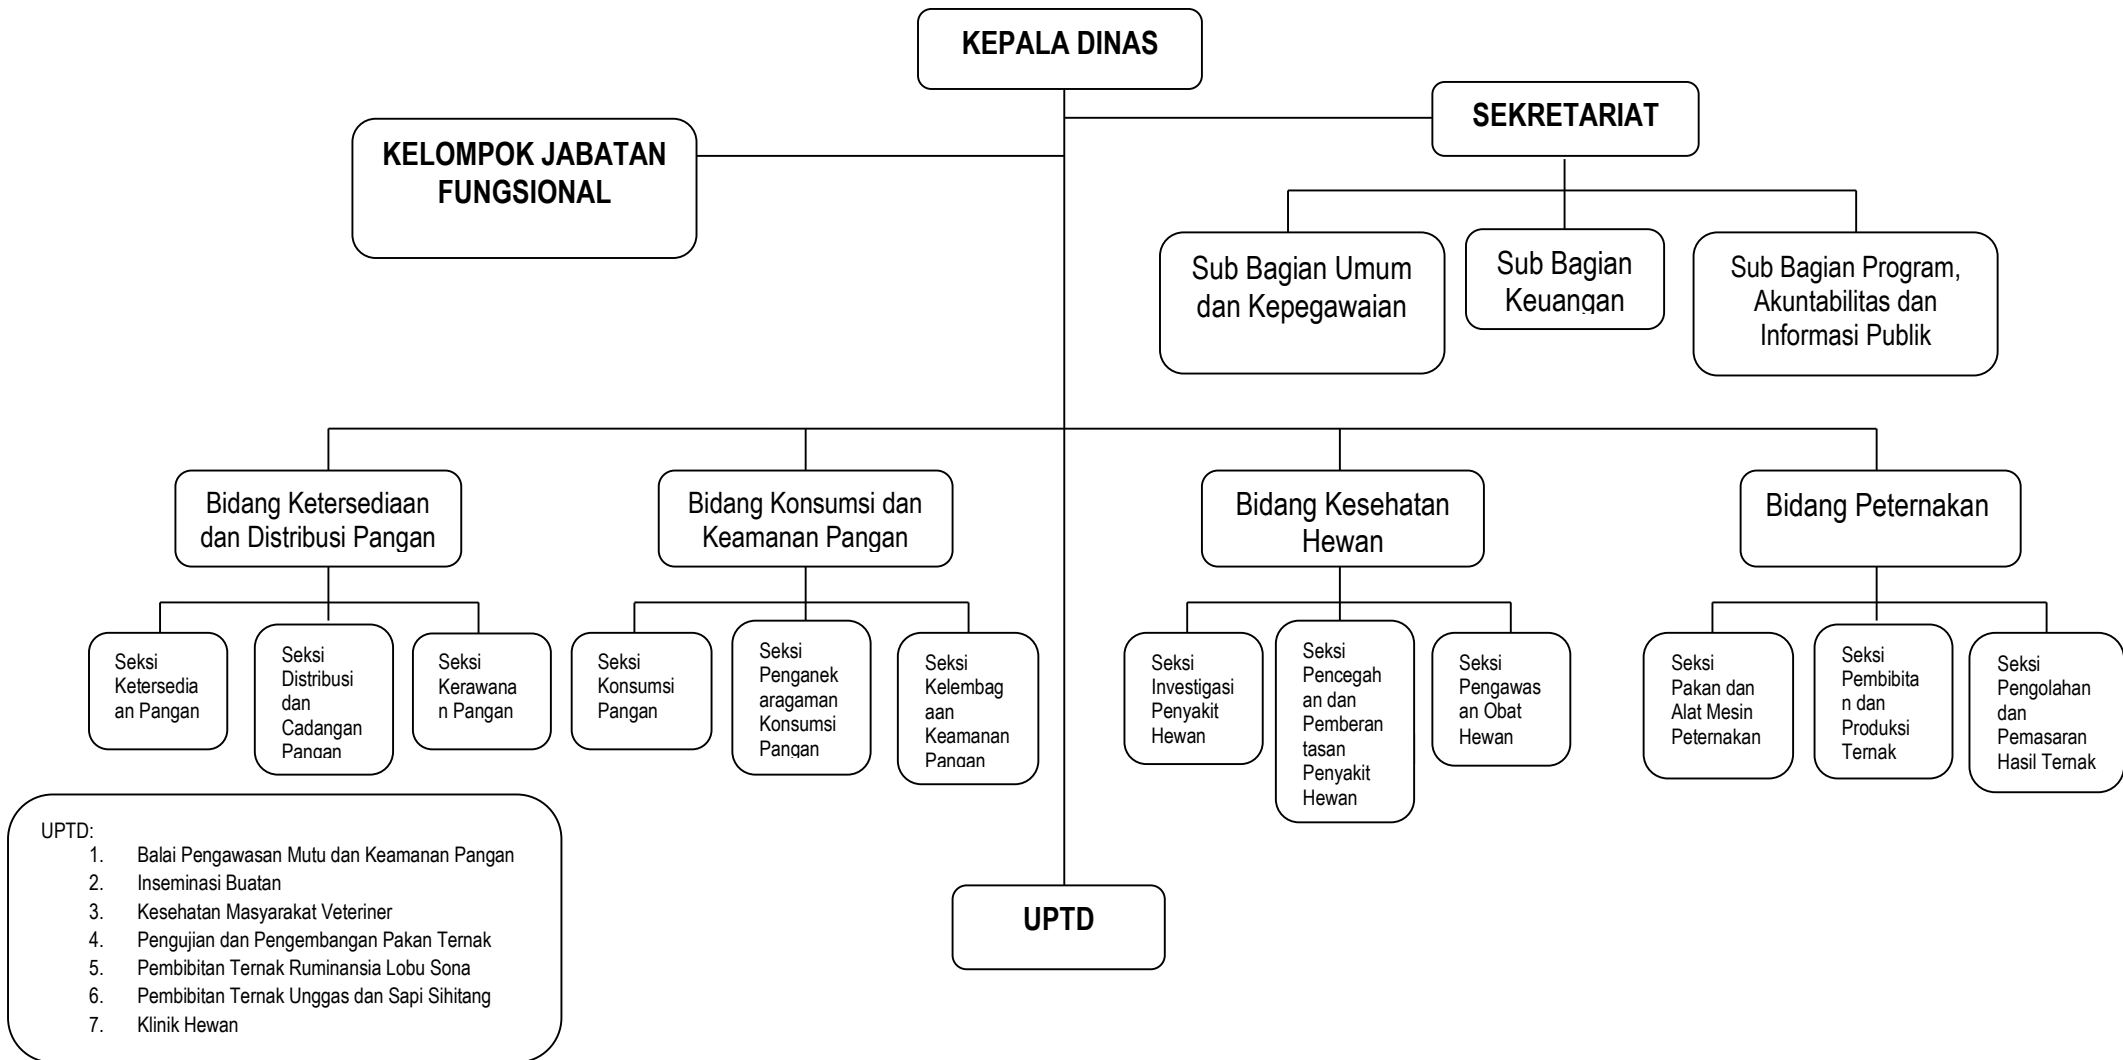 KEPALA DINAS
SEKRETARIAT
KELOMPOK JABATAN
FUNGSIONAL
Sub Bagian Umum
dan Kepegawaian
Sub Bagian
Keuangan
Sub Bagian Program,
Akuntabilitas dan
Informasi Publik
Bidang Ketersediaan
dan Distribusi Pangan
Bidang Konsumsi dan
Keamanan Pangan
Bidang Kesehatan
Hewan
Bidang Peternakan
Seksi
Ketersedia
an Pangan
Seksi
Distribusi
dan
Cadangan
Pangan
Seksi
Kerawana
n Pangan
Seksi
Konsumsi
Pangan
Seksi
Penganek
aragaman
Konsumsi
Pangan
Seksi
Kelembag
aan
Keamanan
Pangan
Seksi
Investigasi
Penyakit
Hewan
Seksi
Pencegah
an dan
Pemberan
tasan
Penyakit
Hewan
Seksi
Pengawas
an Obat
Hewan
Seksi
Pakan dan
Alat Mesin
Peternakan
Seksi
Pembibita
n dan
Produksi
Ternak
Seksi
Pengolahan
dan
Pemasaran
Hasil Ternak
UPTD:
1. Balai Pengawasan Mutu dan Keamanan Pangan
2. Inseminasi Buatan
3. Kesehatan Masyarakat Veteriner
4. Pengujian dan Pengembangan Pakan Ternak
5. Pembibitan Ternak Ruminansia Lobu Sona
6. Pembibitan Ternak Unggas dan Sapi Sihitang
7. Klinik Hewan
UPTD